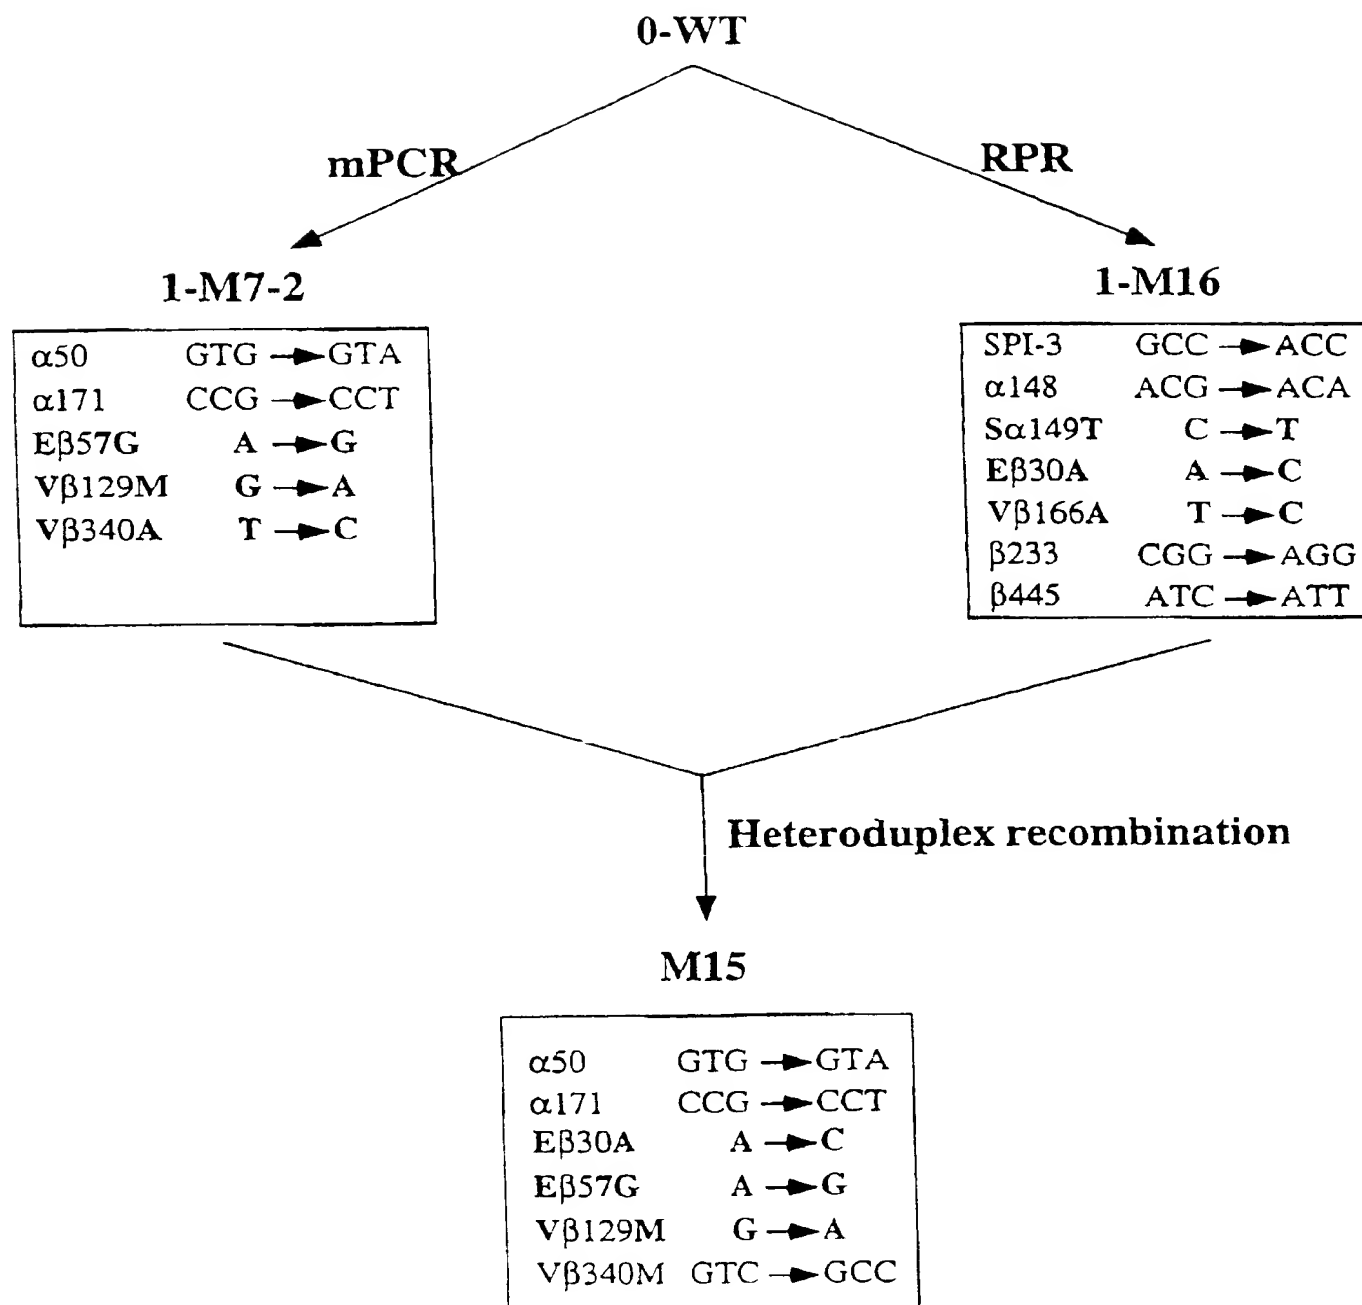 0-WT
mPCR
RPR
1-M7-2
α50 GTG → GTA
α171 CCG → CCT
Eβ57G A → G
Vβ129M G → A
Vβ340A T → C
1-M16
SPI-3 GCC → ACC
α148 ACG → ACA
Sα149T C → T
Eβ30A A → C
Vβ166A T → C
β233 CGG → AGG
β445 ATC → ATT
Heteroduplex recombination
M15
α50 GTG → GTA
α171 CCG → CCT
Eβ30A A → C
Eβ57G A → G
Vβ129M G → A
Vβ340M GTC → GCC